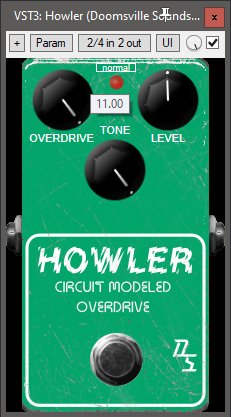 VST3: Howler (Doomsville Sounds...
x
+ Param 2/4 in 2 out UI
normal
11.00
OVERDRIVE TONE LEVEL
HOWLER
CIRCUIT MODELED
OVERDRIVE
DS